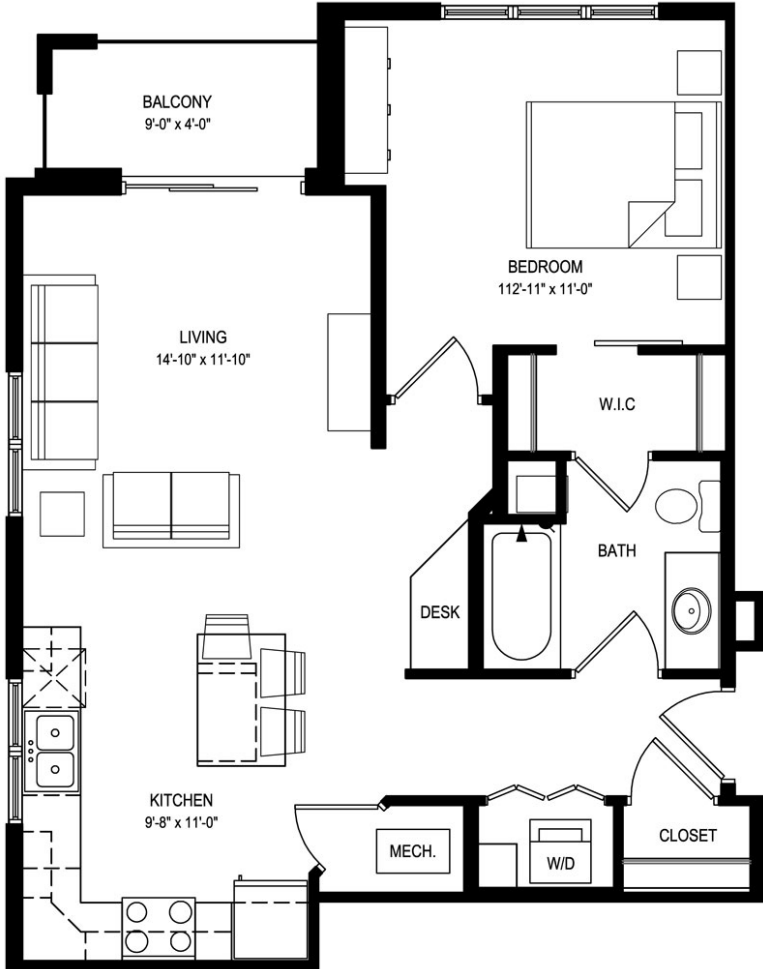 BALCONY
9'-0" x 4'-0"
BEDROOM
112'-11" x 11'-0"
LIVING
14'-10" x 11'-10"
W.I.C
BATH
DESK
KITCHEN
9'-8" x 11'-0"
MECH.
W/D
CLOSET